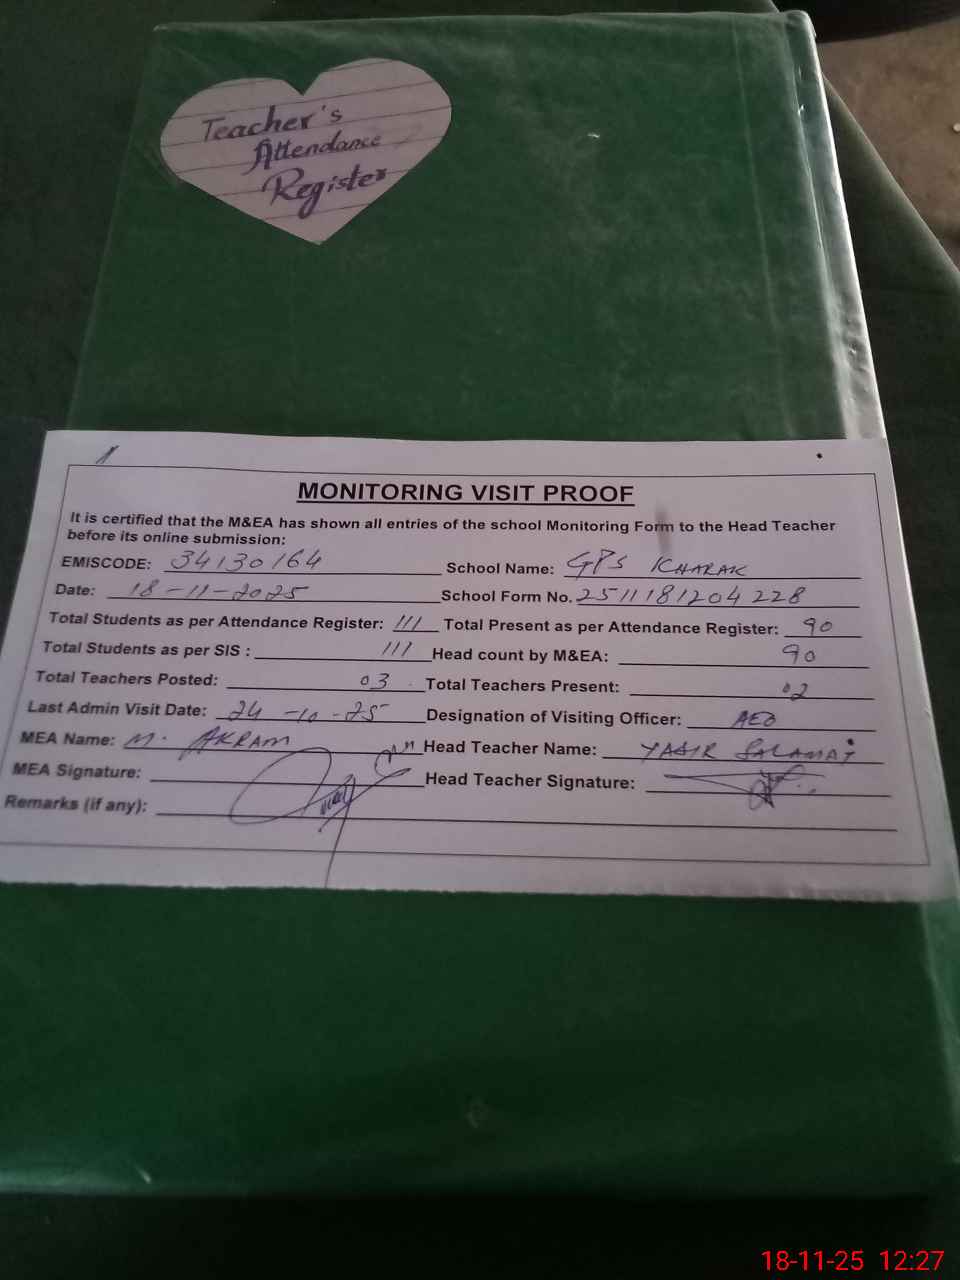 Teacher's
Attendance
Register
MONITORING VISIT PROOF
It is certified that the M&EA has shown all entries of the school Monitoring Form to the Head Teacher
before its online submission:
EMISCODE: 34130164 School Name: GPS KHARAK
Date: 18-11-2025 School Form No. 2511181204228
Total Students as per Attendance Register: 111 Total Present as per Attendance Register: 90
Total Students as per SIS : 111 Head count by M&EA: 90
Total Teachers Posted: 03 Total Teachers Present: 02
Last Admin Visit Date: 24-10-25 Designation of Visiting Officer: AEO
MEA Name: M. AKRAM Head Teacher Name: YASIR SALAMAT
MEA Signature: Head Teacher Signature:
Remarks (if any):
18-11-25 12:27